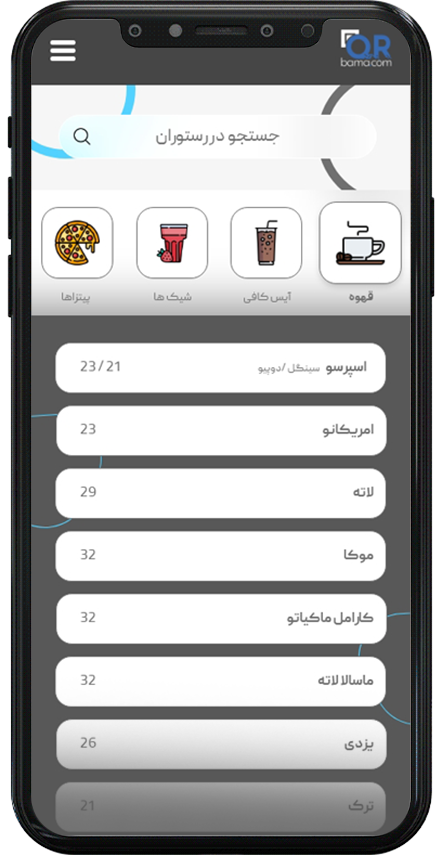 QR
bama.com
جستجو در رستوران
قهوه
آیس کافی
شیک ها
پیتزاها
اسپرسو سینگل /دوپیو 23/21
امریکانو 23
لاته 29
موکا 32
کارامل ماکیاتو 32
ماسالا لاته 32
یزدی 26
ترک 21